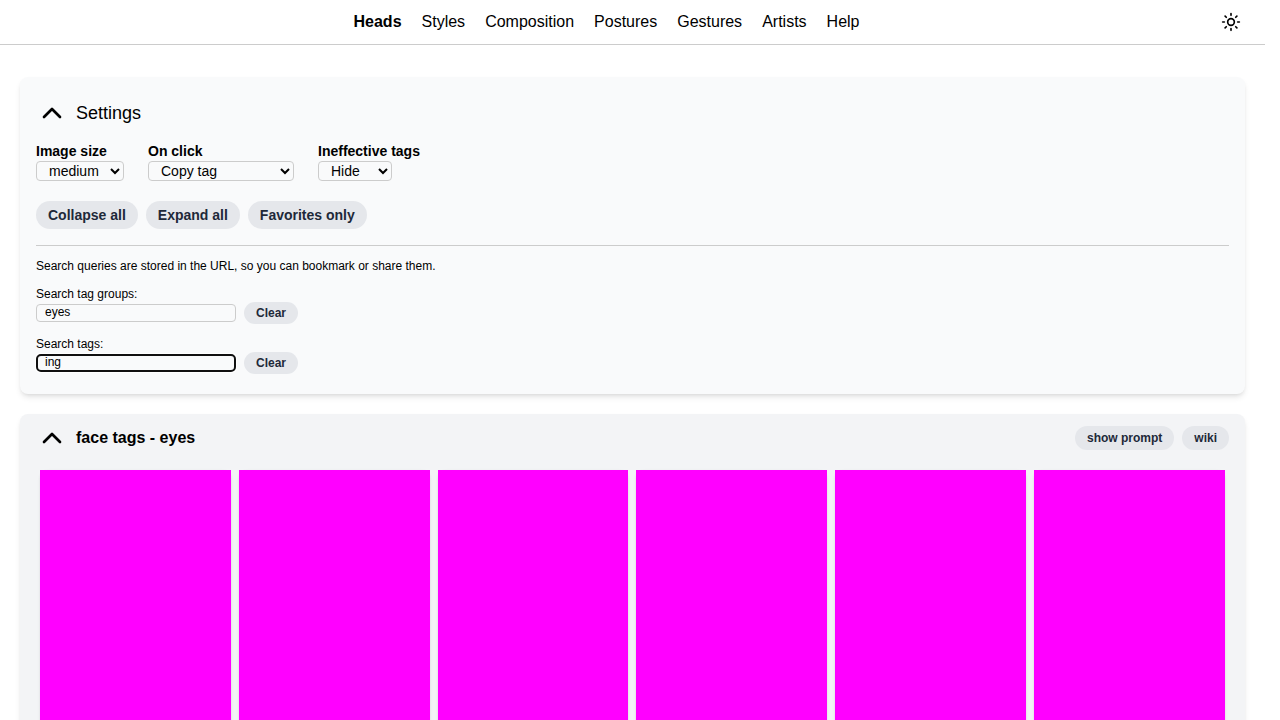 Heads Styles Composition Postures Gestures Artists Help
Settings
Image size On click Ineffective tags
medium Copy tag Hide
Collapse all Expand all Favorites only
Search queries are stored in the URL, so you can bookmark or share them.
Search tag groups:
eyes Clear
Search tags:
ing Clear
face tags - eyes show prompt wiki